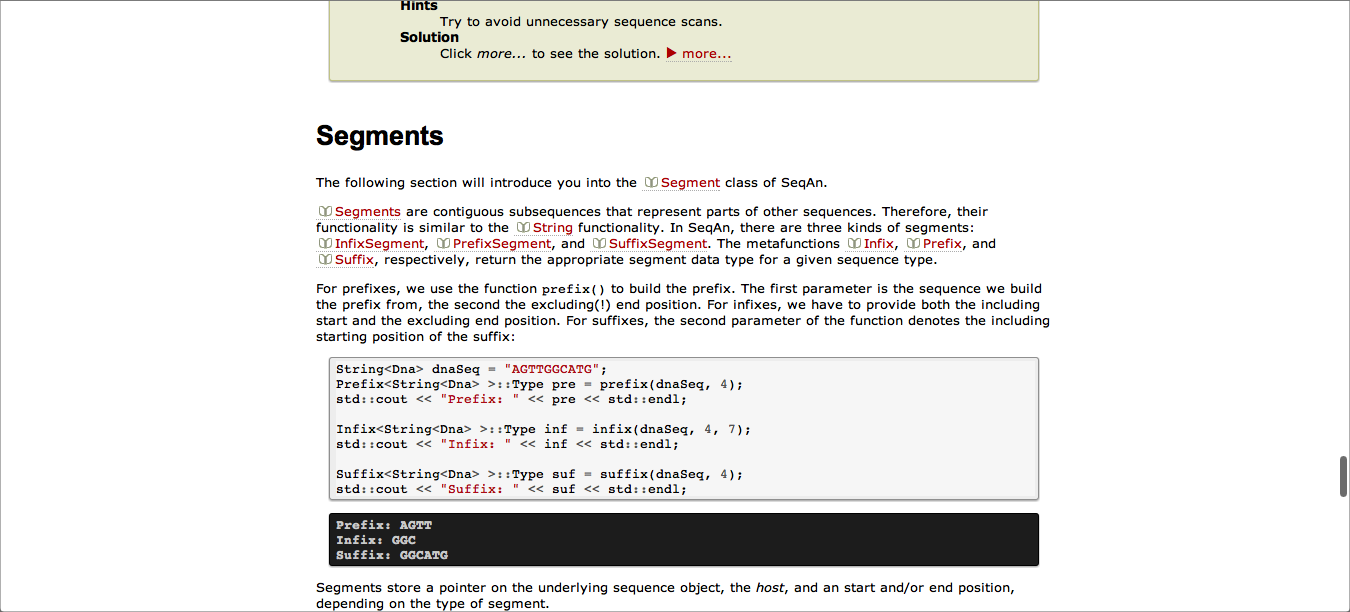 Hints
Try to avoid unnecessary sequence scans.
Solution
Click more... to see the solution. more...
Segments
The following section will introduce you into the Segment class of SeqAn.
Segments are contiguous subsequences that represent parts of other sequences. Therefore, their
functionality is similar to the String functionality. In SeqAn, there are three kinds of segments:
InfixSegment, PrefixSegment, and SuffixSegment. The metafunctions Infix, Prefix, and
Suffix, respectively, return the appropriate segment data type for a given sequence type.
For prefixes, we use the function prefix() to build the prefix. The first parameter is the sequence we build
the prefix from, the second the excluding(!) end position. For infixes, we have to provide both the including
start and the excluding end position. For suffixes, the second parameter of the function denotes the including
starting position of the suffix:
String<Dna> dnaSeq = "AGTTGGCATG";
Prefix<String<Dna> >::Type pre = prefix(dnaSeq, 4);
std::cout << "Prefix: " << pre << std::endl;
Infix<String<Dna> >::Type inf = infix(dnaSeq, 4, 7);
std::cout << "Infix: " << inf << std::endl;
Suffix<String<Dna> >::Type suf = suffix(dnaSeq, 4);
std::cout << "Suffix: " << suf << std::endl;
Prefix: AGTT
Infix: GGC
Suffix: GGCATG
Segments store a pointer on the underlying sequence object, the host, and an start and/or end position,
depending on the type of segment.